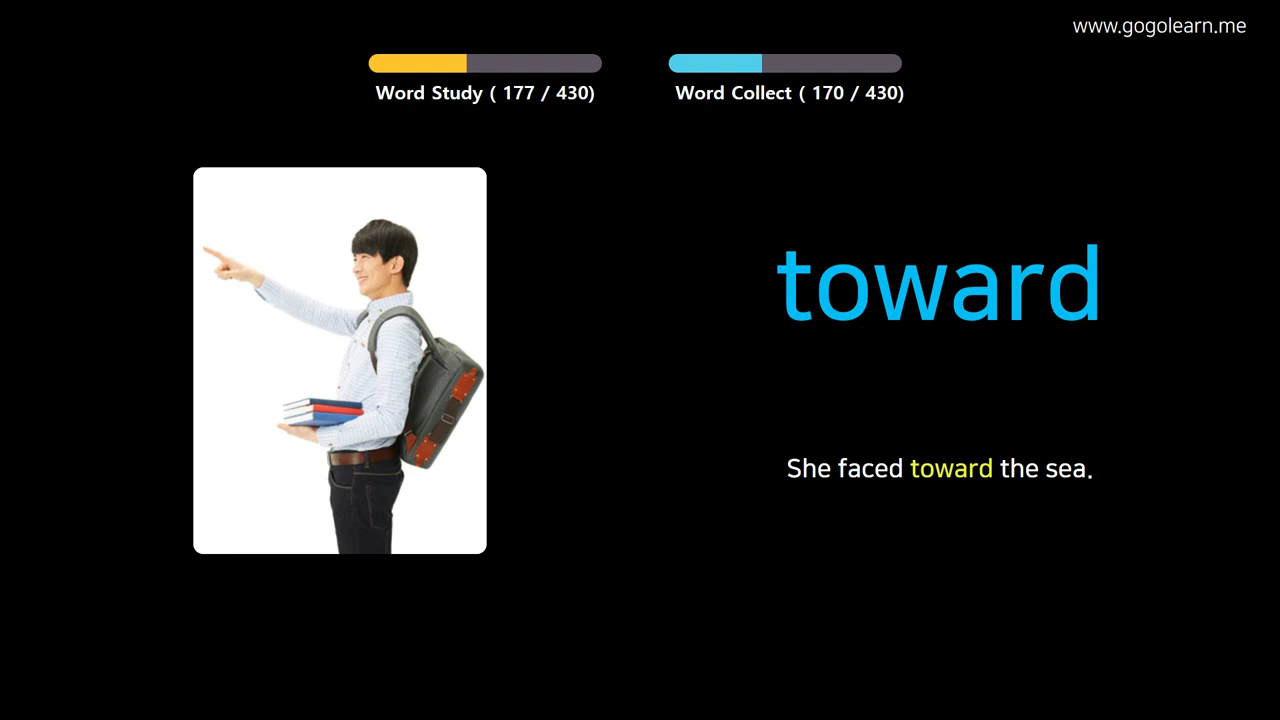 www.gogolearn.me
Word Study ( 177 / 430)
Word Collect ( 170 / 430)
toward
She faced toward the sea.